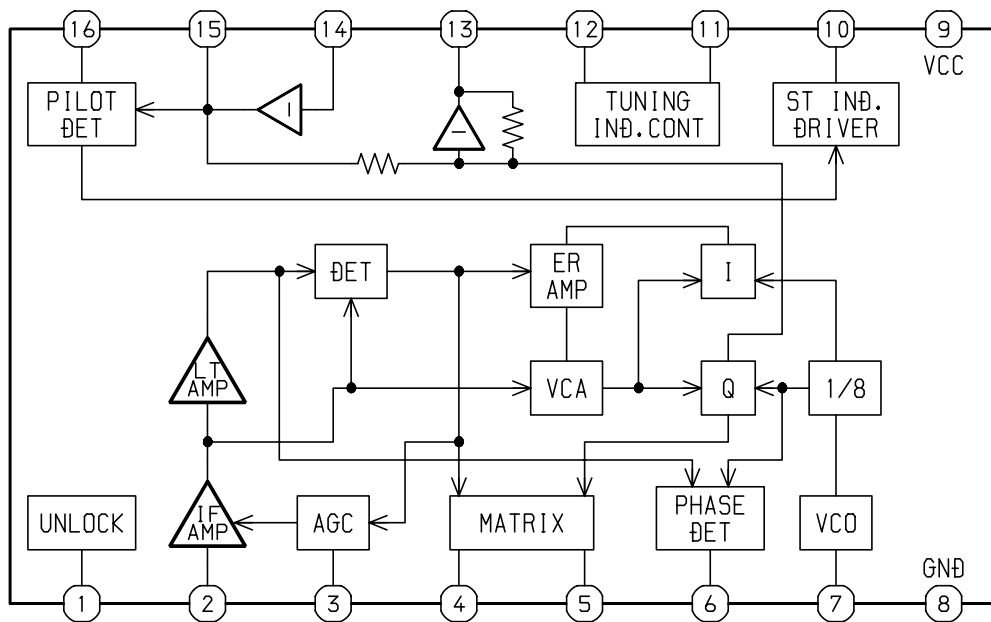 16 15 14 13 12 11 10 9
VCC
PILOT
DET
TUNING
IND.CONT
ST IND.
DRIVER
DET
ER
AMP
I
LT
AMP
VCA
Q
1/8
UNLOCK
IF
AMP
AGC
MATRIX
PHASE
DET
VCO
GND
1 2 3 4 5 6 7 8